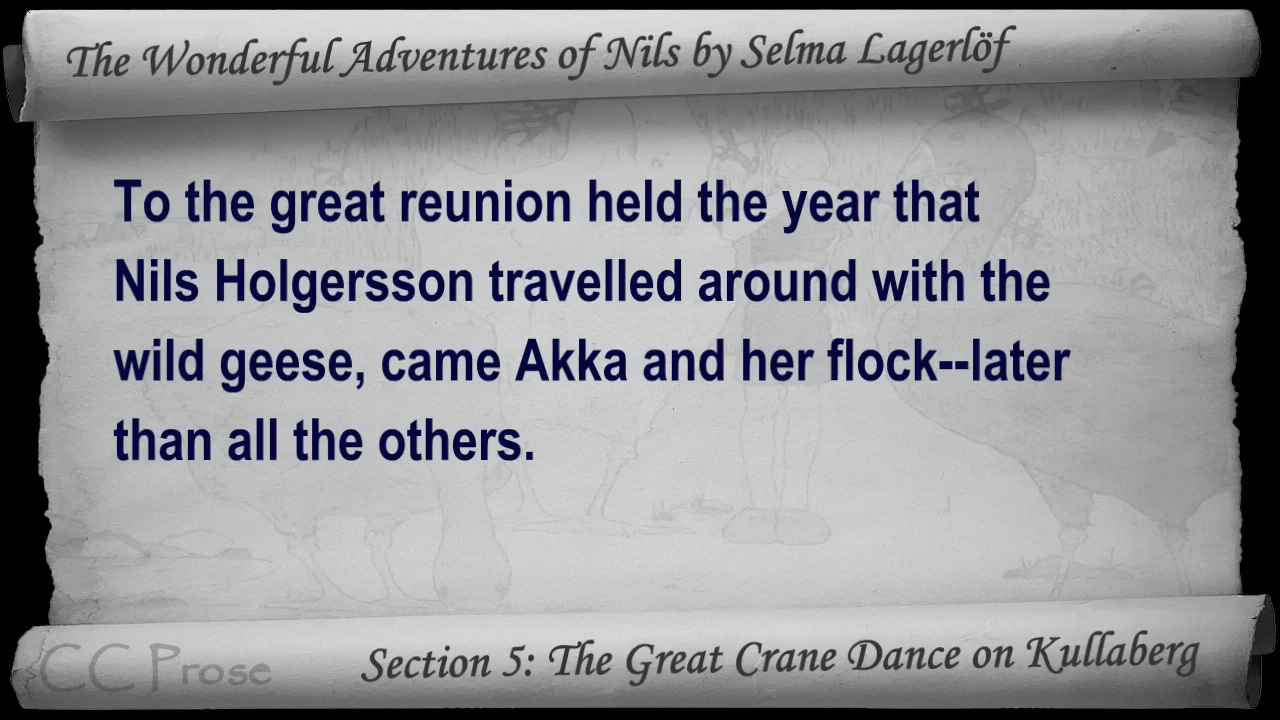 The Wonderful Adventures of Nils by Selma Lagerlöf
To the great reunion held the year that
Nils Holgersson travelled around with the
wild geese, came Akka and her flock--later
than all the others.
CC Prose
Section 5: The Great Crane Dance on Kullaberg